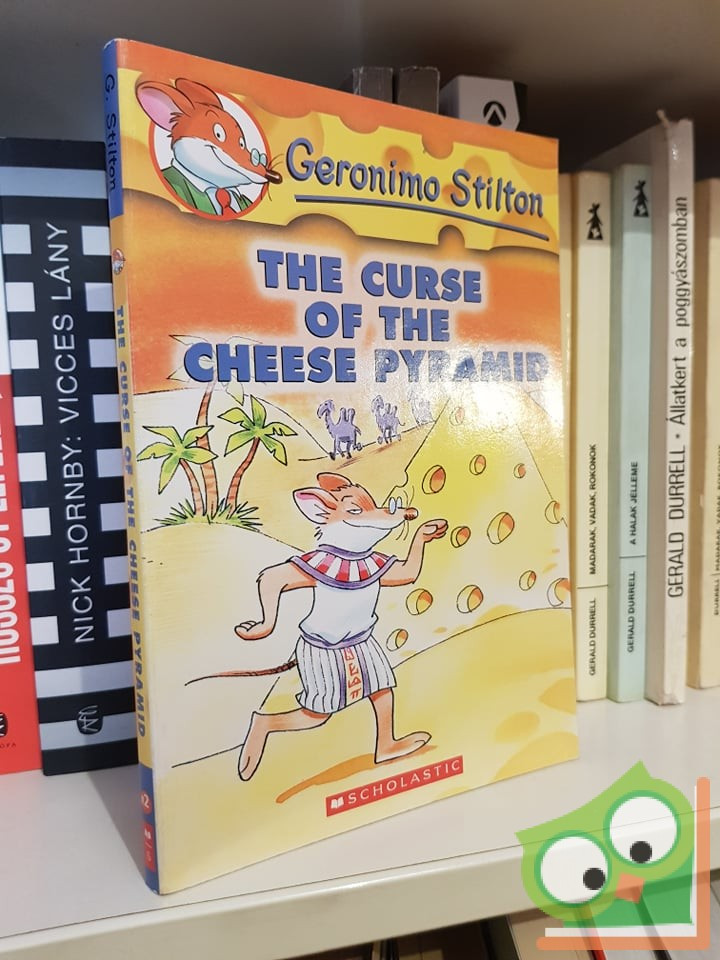 Geronimo Stilton
THE CURSE
OF THE
CHEESE PYRAMID
SCHOLASTIC
G. Stilton
THE CURSE OF THE CHEESE PYRAMID
NICK HORNBY: VICCES LÁNY
GERALD DURRELL MADARAK, VADAK, ROKONOK
GERALD DURRELL A HALAK JELLEME
GERALD DURRELL • Állatkert a poggyászomban